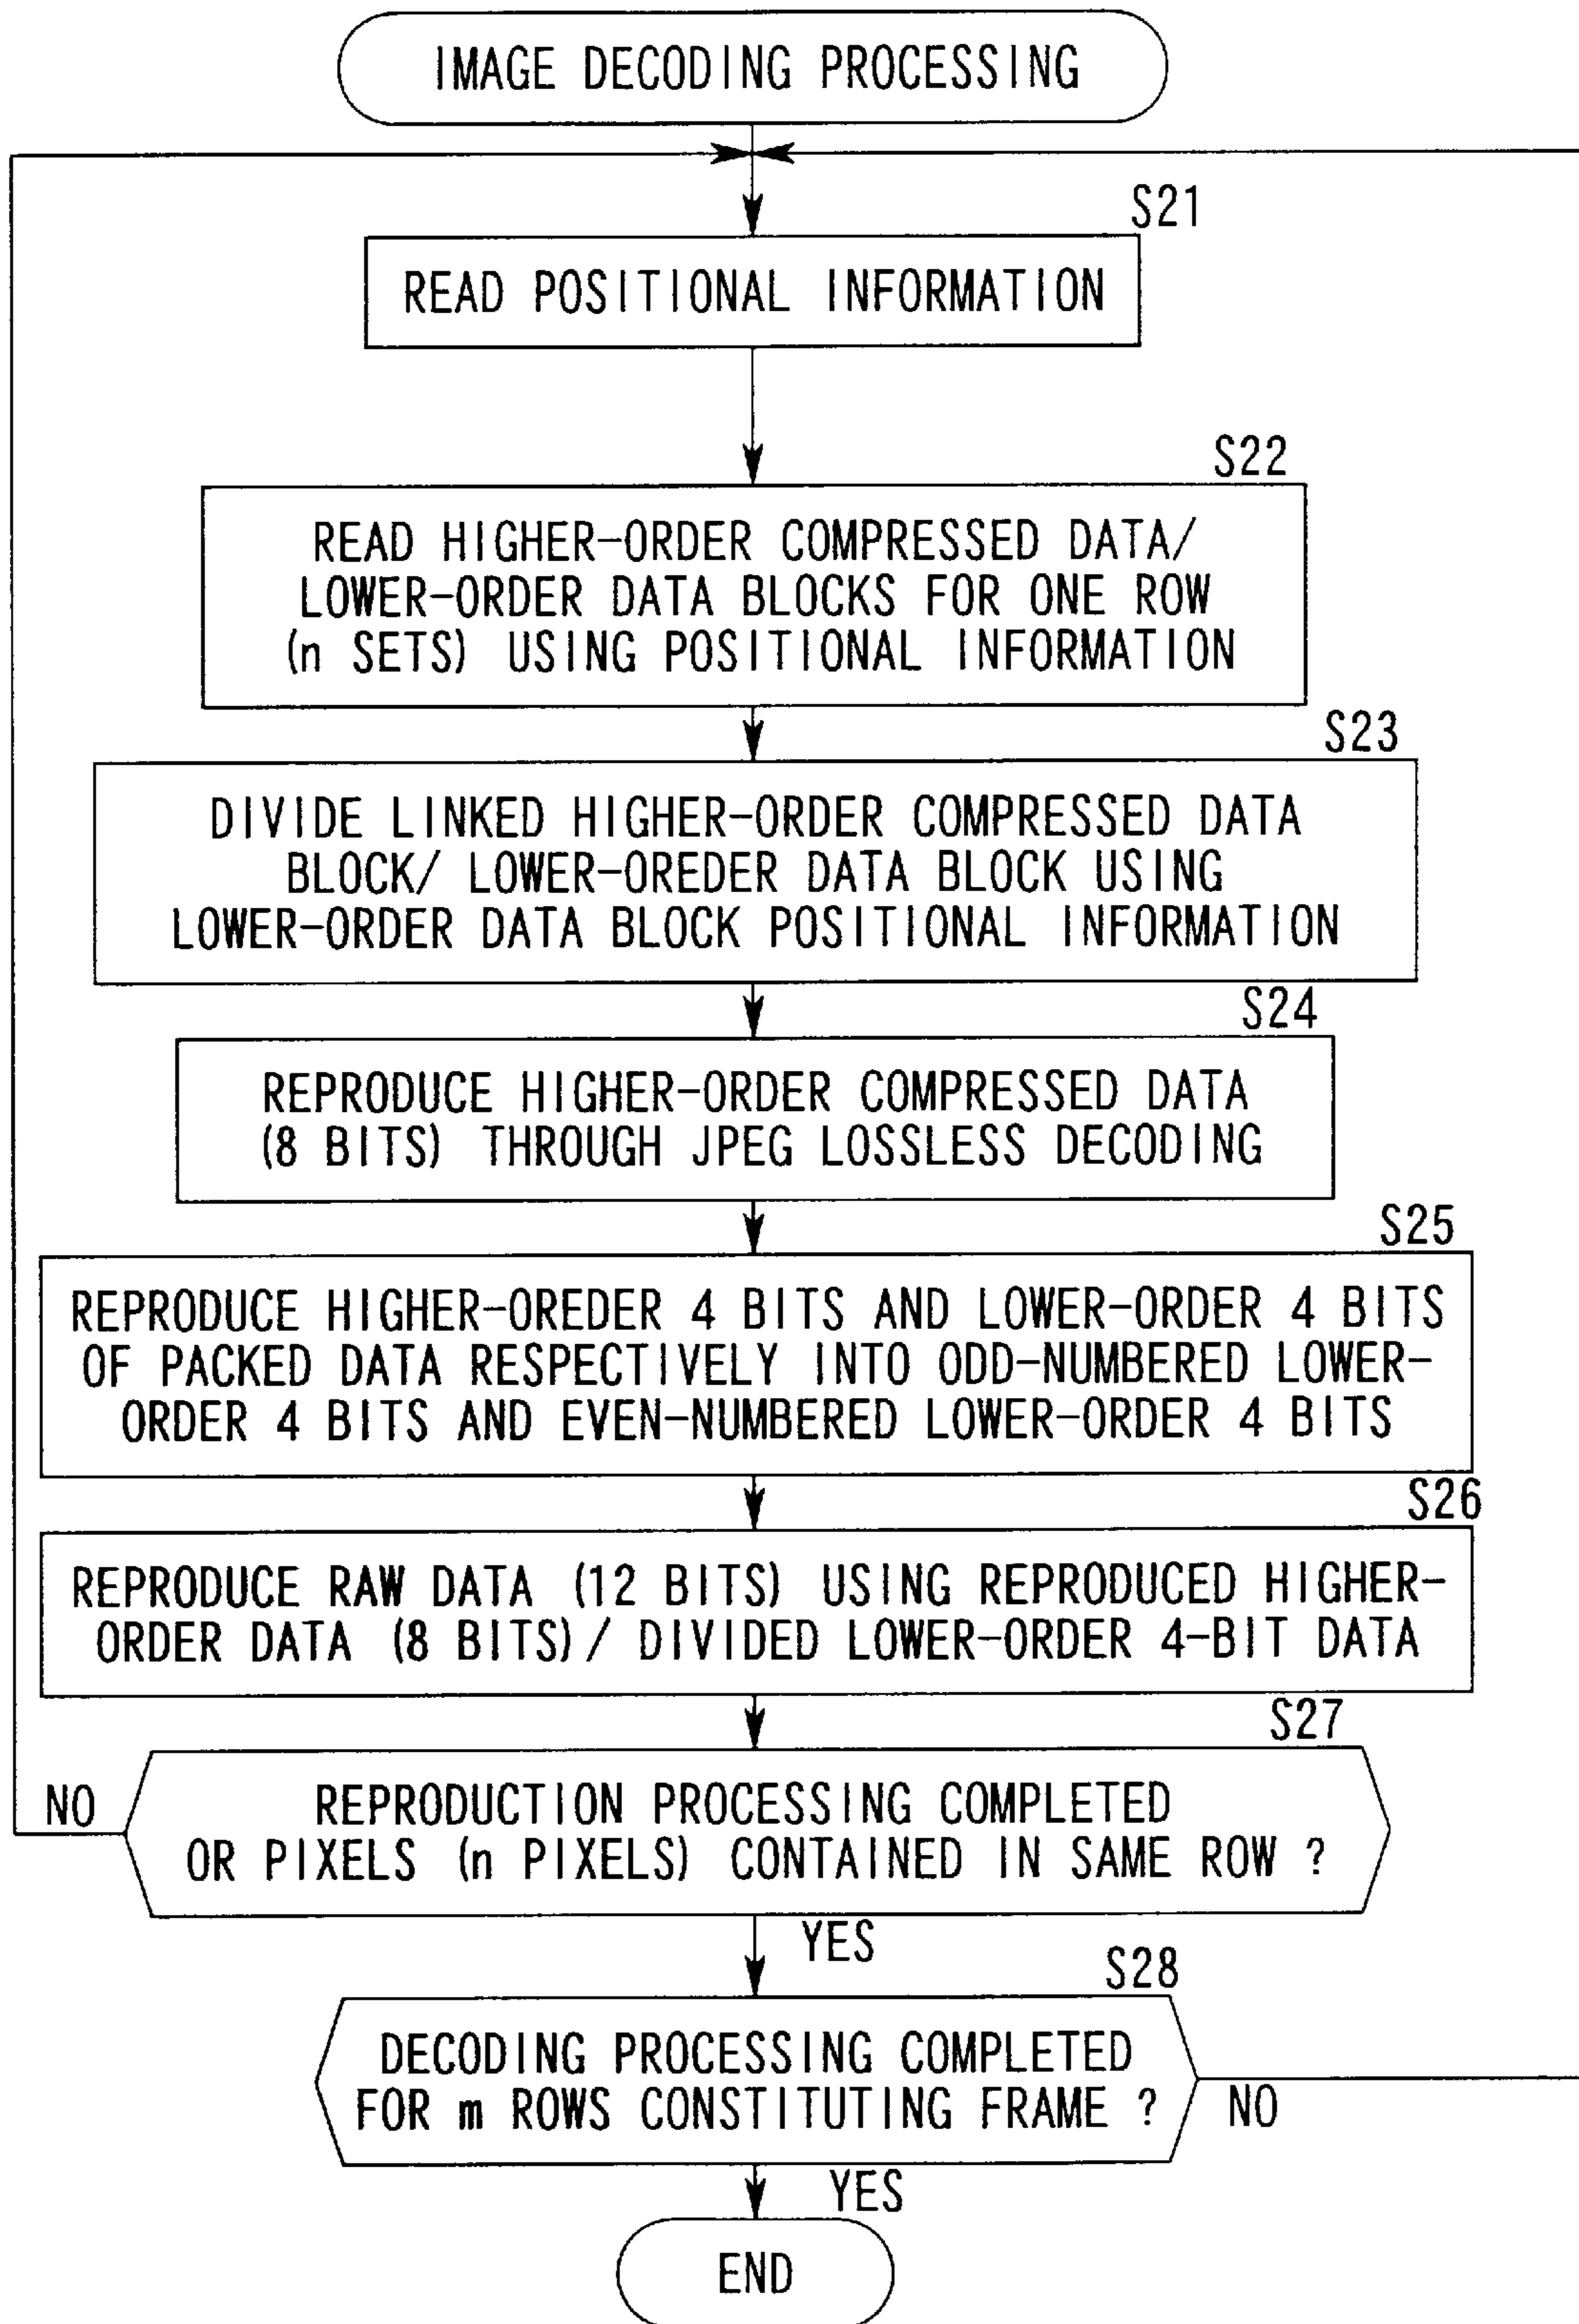 IMAGE DECODING PROCESSING
S21
READ POSITIONAL INFORMATION
S22
READ HIGHER-ORDER COMPRESSED DATA/
LOWER-ORDER DATA BLOCKS FOR ONE ROW
(n SETS) USING POSITIONAL INFORMATION
S23
DIVIDE LINKED HIGHER-ORDER COMPRESSED DATA
BLOCK/ LOWER-OREDER DATA BLOCK USING
LOWER-ORDER DATA BLOCK POSITIONAL INFORMATION
S24
REPRODUCE HIGHER-ORDER COMPRESSED DATA
(8 BITS) THROUGH JPEG LOSSLESS DECODING
S25
REPRODUCE HIGHER-OREDER 4 BITS AND LOWER-ORDER 4 BITS
OF PACKED DATA RESPECTIVELY INTO ODD-NUMBERED LOWER-
ORDER 4 BITS AND EVEN-NUMBERED LOWER-ORDER 4 BITS
S26
REPRODUCE RAW DATA (12 BITS) USING REPRODUCED HIGHER-
ORDER DATA (8 BITS)/ DIVIDED LOWER-ORDER 4-BIT DATA
S27
NO
REPRODUCTION PROCESSING COMPLETED
OR PIXELS (n PIXELS) CONTAINED IN SAME ROW ?
YES
S28
DECODING PROCESSING COMPLETED
FOR m ROWS CONSTITUTING FRAME ?
NO
YES
END